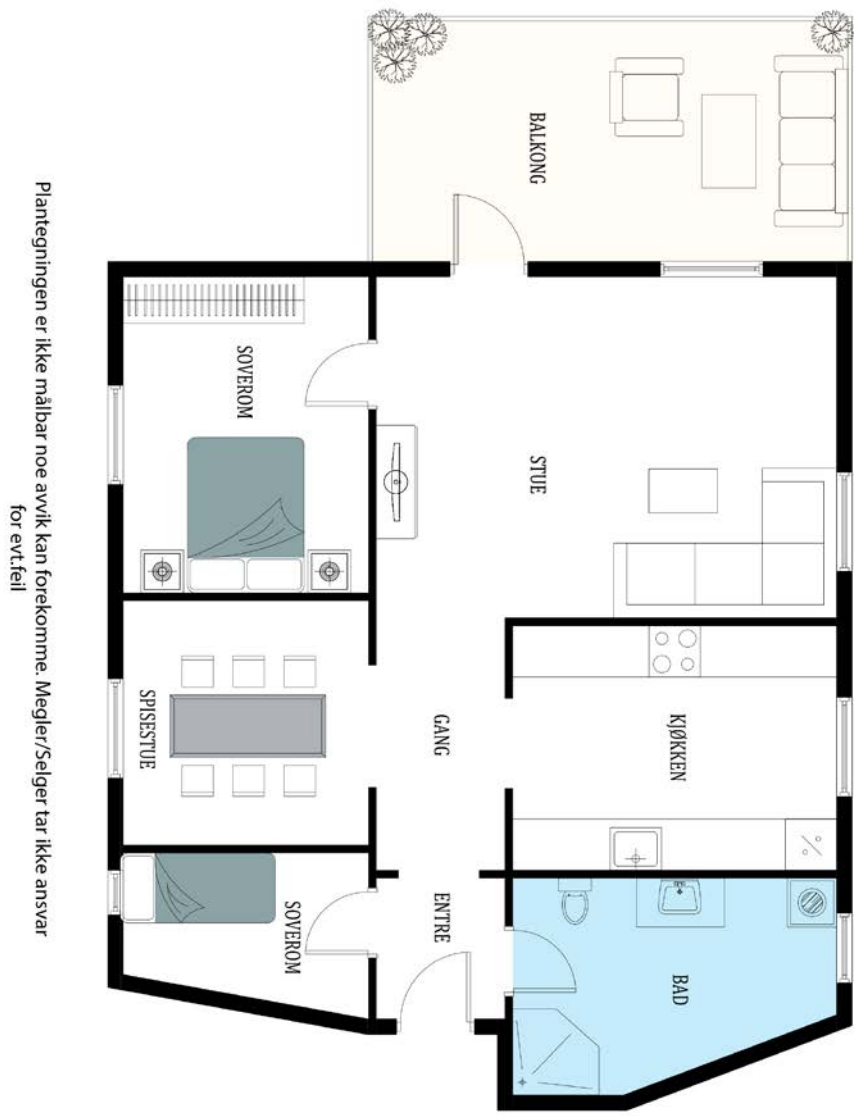 KJØKKEN
BAD
BALKONG
STUE
GANG
ENTRE
SOVEROM
SOVEROM
SPISESTUE
Plantegningen er ikke målbar noe avvik kan forekomme. Megler/Selger tar ikke ansvar
for evt.feil